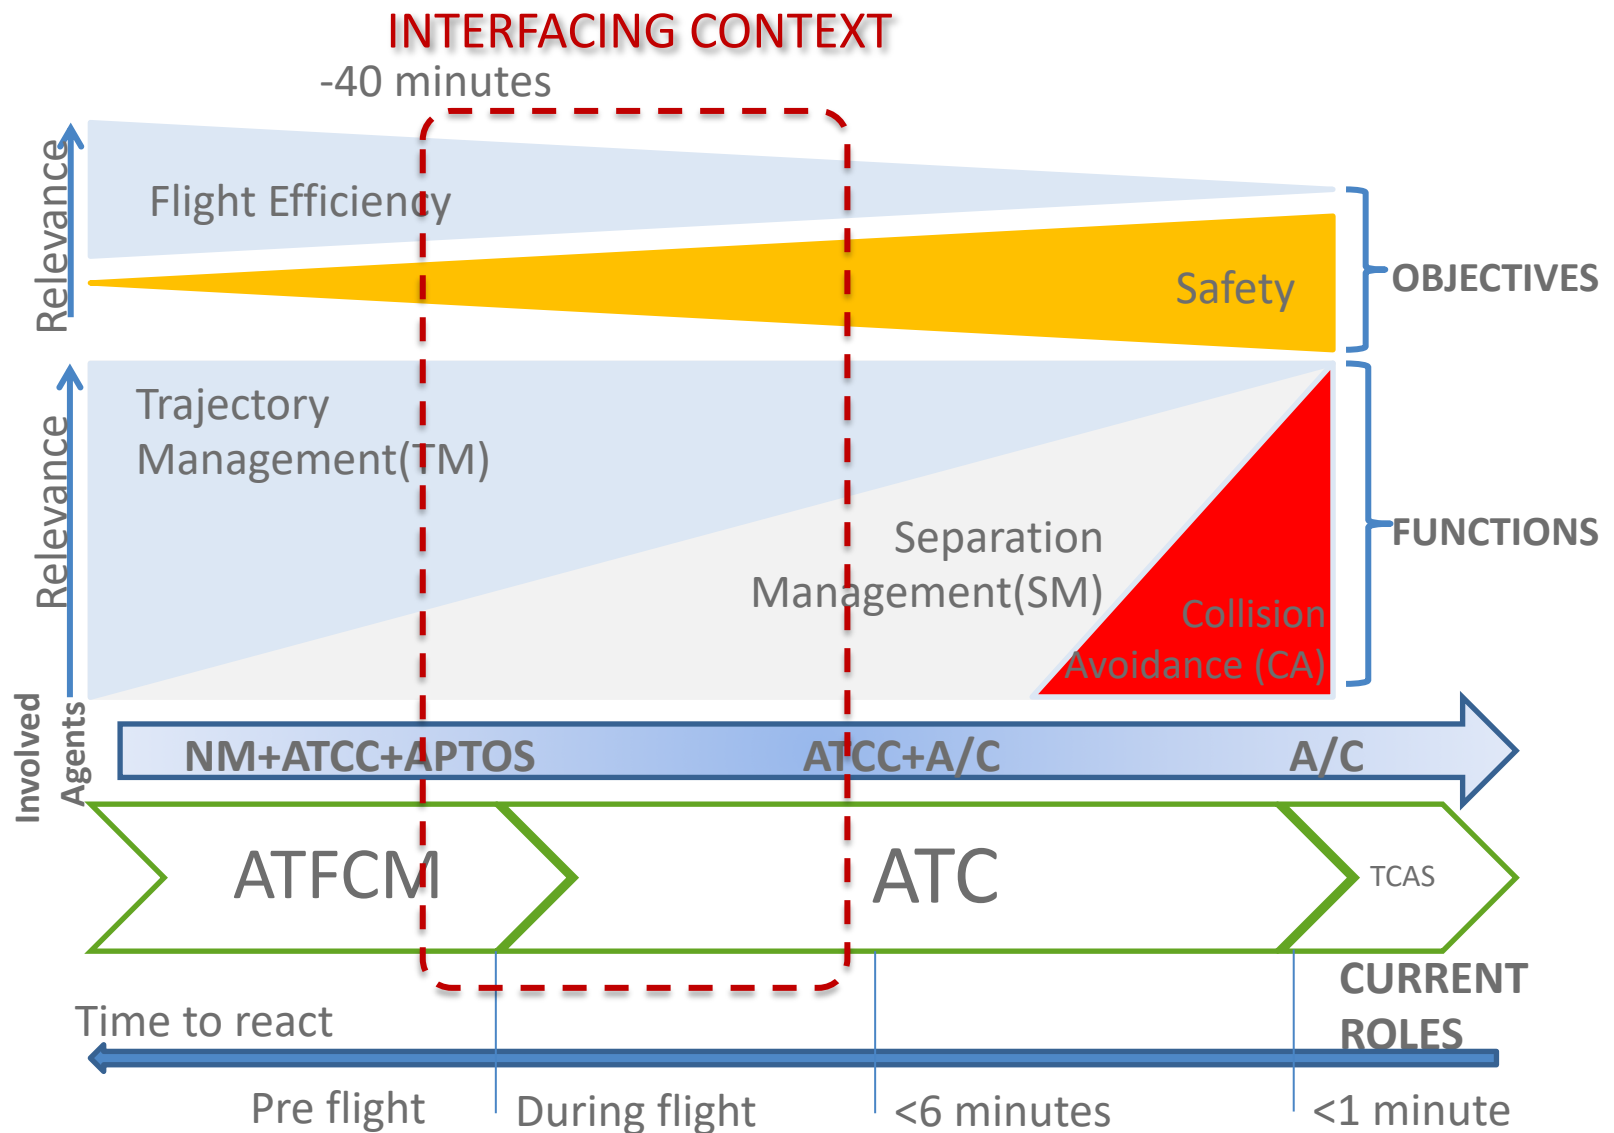 INTERFACING CONTEXT
-40 minutes
Relevance
Flight Efficiency
Safety
OBJECTIVES
Relevance
Trajectory
Management(TM)
Separation
Management(SM)
Collision
Avoidance (CA)
FUNCTIONS
Involved
Agents
NM+ATCC+APTOS
ATCC+A/C
A/C
ATFCM
ATC
TCAS
CURRENT
ROLES
Time to react
Pre flight
During flight
<6 minutes
<1 minute